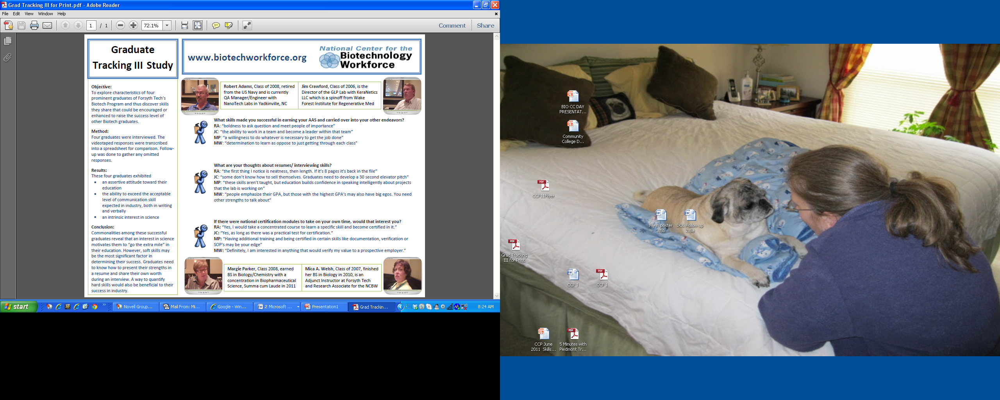 Grad Tracking III for Print.pdf - Adobe Reader
File Edit View Window Help
1 / 1 72.1% Comment Share
Graduate
Tracking III Study
www.biotechworkforce.org
National Center for the
Biotechnology
Workforce
Objective:
To explore characteristics of four
prominent graduates of Forsyth Tech's
Biotech Program and thus discover skills
they share that could be encouraged or
enhanced to raise the success level of
other Biotech graduates.
Method:
Four graduates were interviewed. The
videotaped responses were transcribed
into a spreadsheet for comparison. Follow-
up was done to gather any omitted
responses.
Results:
These four graduates exhibited
• an assertive attitude toward their
education
• the ability to exceed the acceptable
level of communication skill
expected in industry, both in writing
and verbally
• an intrinsic interest in science
Conclusion:
Commonalities among these successful
graduates reveal that an interest in science
motivates them to “go the extra mile” in
their education. However, soft skills may
be the most significant factor in
determining their success. Graduates need
to know how to present their strengths in
a resume and share their own worth
during an interview. A way to quantify
hard skills would also be beneficial to their
success in industry.
Robert Adams, Class of 2008, retired
from the US Navy and is currently
QA Manager/Engineer with
NanoTech Labs in Yadkinville, NC
Jim Crawford, Class of 2006, is the
Director of the GLP Lab with KeraNetics
LLC which is a spinoff from Wake
Forest Institute for Regenerative Med
What skills made you successful in earning your AAS and carried over into your other endeavors?
RA: “boldness to ask question and meet people of importance”
JC: “the ability to work in a team and become a leader within that team”
MP: “a willingness to do whatever is necessary to get the job done”
MW: “determination to learn as oppose to just getting through each class”
What are your thoughts about resumes/ interviewing skills?
RA: “the first thing I notice is neatness, then length. If it’s 8 pages it’s back in the file”
JC: “some don’t know how to sell themselves. Graduates need to develop a 30 second elevator pitch”
MP: “these skills aren’t taught, but education builds confidence in speaking intelligently about projects
that the lab is working on”
MW: “people emphasize their GPA, but those with the highest GPA’s may also have big egos. You need
other strengths to talk about”
If there were national certification modules to take on your own time, would that interest you?
RA: “Yes, I would take a concentrated course to learn a specific skill and become certified in it.”
JC: “Yes, as long as there was a practical test for certification.”
MP: “Having additional training and being certified in certain skills like documentation, verification or
SOP’s may be your edge”
MW: “Definitely, I am interested in anything that would verify my value to a prospective employer.”
Margie Parker, Class 2008, earned
BS in Biology/Chemistry with a
concentration in Biopharmaceutical
Science, Summa cum Laude in 2011
Mica A. Welsh, Class of 2007, finished
her BS in Biology in 2010, is an
Adjunct Instructor at Forsyth Tech
and Research Associate for the NCBW
start Novell Group... Mail From: Mi... Google - Win... 2 Microsoft ... Presentation1 Grad Trackin... 8:24 AM
BIO CC DAY
PRESENTAT...
Community
College D...
PDF
CCP11Flyer
Fly in poster
3.5b
DOL Follow up
2.5a
PDF
Grad Tracking
III for Print
CCP 1
PDF
CCP 1
CCP June
2011 Skills...
PDF
5 Minutes with
Piedmont Tr...